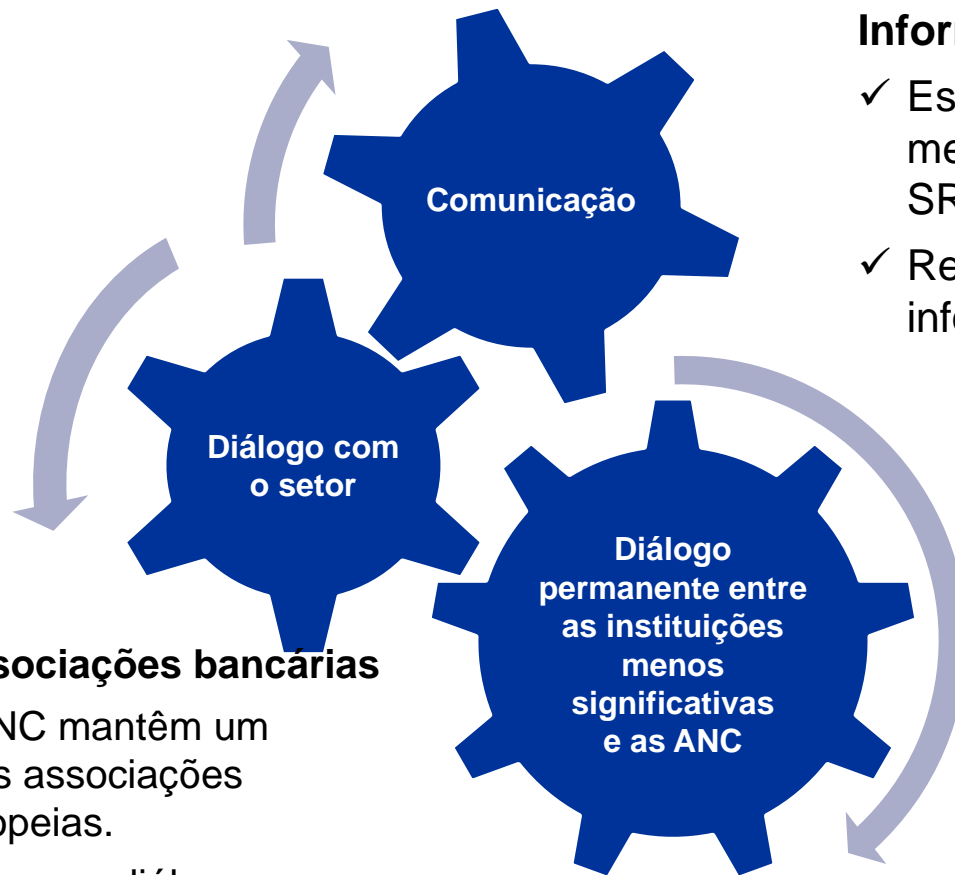 Infor
✓ Es
me
SR
✓ Re
info
Comunicação
Diálogo com
o setor
Diálogo
permanente entre
as instituições
menos
significativas
e as ANC
sociações bancárias
NC mantêm um
s associações
opeias.